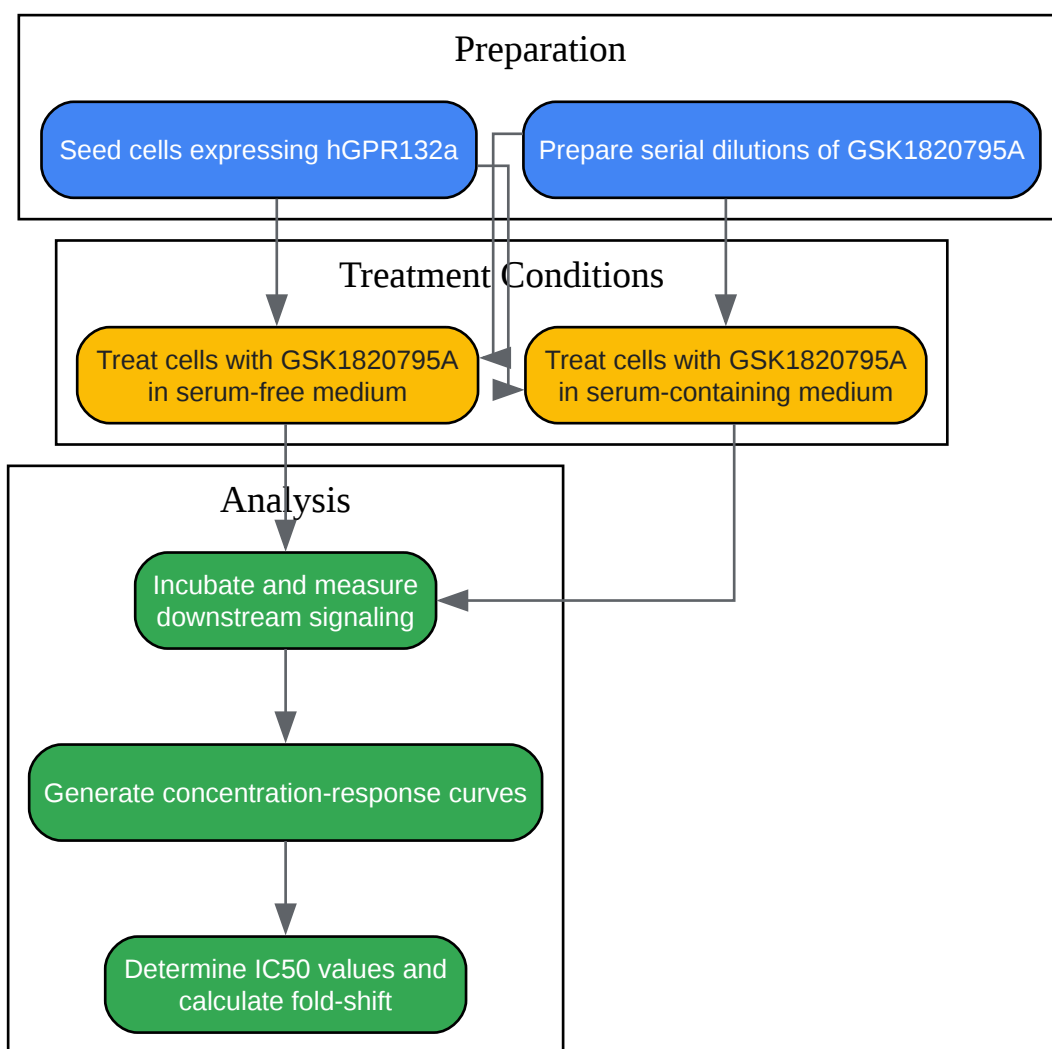 Preparation
Seed cells expressing hGPR132a
Prepare serial dilutions of GSK1820795A
Treatment Conditions
Treat cells with GSK1820795A
in serum-free medium
Treat cells with GSK1820795A
in serum-containing medium
Analysis
Incubate and measure
downstream signaling
Generate concentration-response curves
Determine IC50 values and
calculate fold-shift